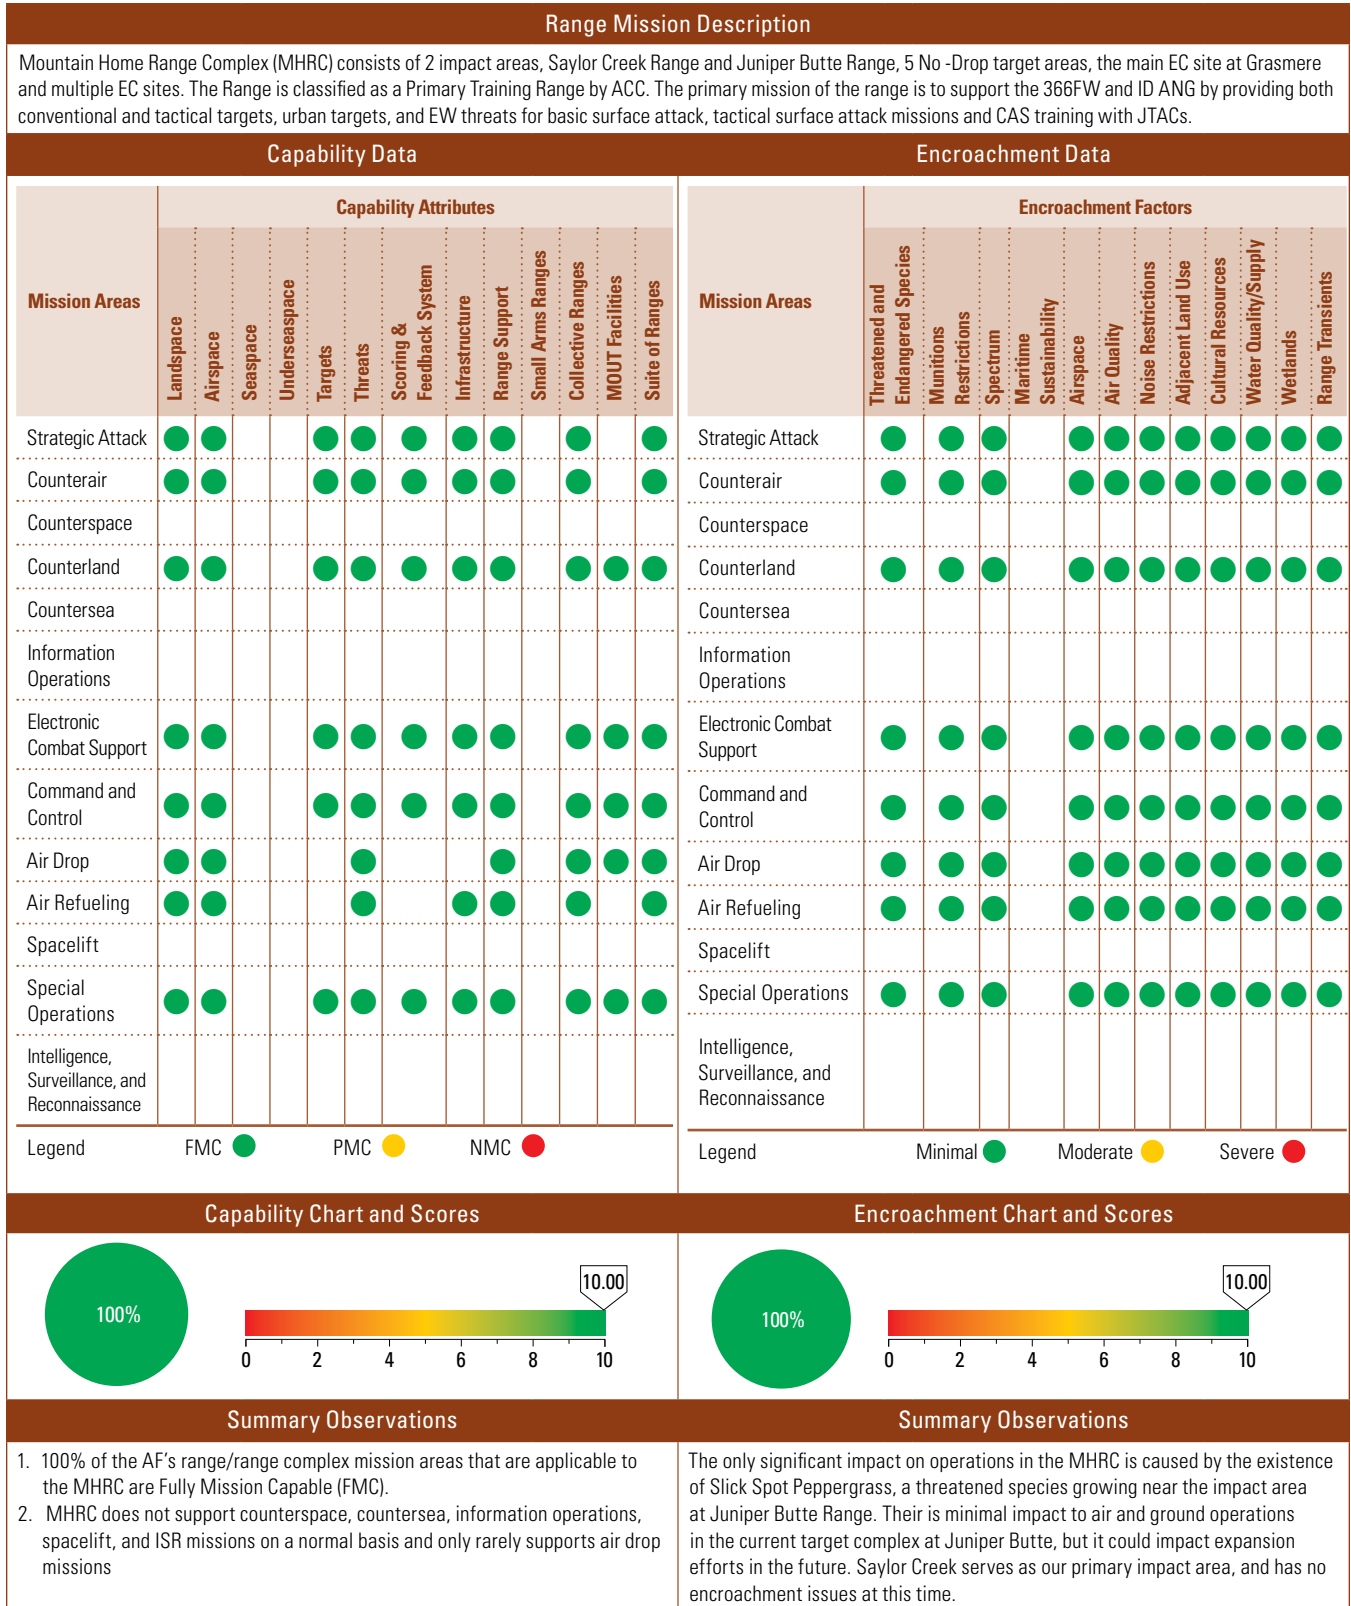 Range Mission Description
Mountain Home Range Complex (MHRC) consists of 2 impact areas, Saylor Creek Range and Juniper Butte Range, 5 No -Drop target areas, the main EC site at Grasmere
and multiple EC sites. The Range is classified as a Primary Training Range by ACC. The primary mission of the range is to support the 366FW and ID ANG by providing both
conventional and tactical targets, urban targets, and EW threats for basic surface attack, tactical surface attack missions and CAS training with JTACs.
Capability Data
Mission Areas
Capability Attributes
Landspace
Airspace
Seaspace
Underseaspace
Targets
Threats
Scoring &
Feedback System
Infrastructure
Range Support
Small Arms Ranges
Collective Ranges
MOUT Facilities
Suite of Ranges
Strategic Attack
Counterair
Counterspace
Counterland
Countersea
Information
Operations
Electronic
Combat Support
Command and
Control
Air Drop
Air Refueling
Spacelift
Special
Operations
Intelligence,
Surveillance, and
Reconnaissance
Legend FMC PMC NMC
Encroachment Data
Mission Areas
Encroachment Factors
Threatened and
Endangered Species
Munitions
Restrictions
Spectrum
Maritime
Sustainability
Airspace
Air Quality
Noise Restrictions
Adjacent Land Use
Cultural Resources
Water Quality/Supply
Wetlands
Range Transients
Strategic Attack
Counterair
Counterspace
Counterland
Countersea
Information
Operations
Electronic Combat
Support
Command and
Control
Air Drop
Air Refueling
Spacelift
Special Operations
Intelligence,
Surveillance, and
Reconnaissance
Legend Minimal Moderate Severe
Capability Chart and Scores
100%
10.00
0 2 4 6 8 10
Encroachment Chart and Scores
100%
10.00
0 2 4 6 8 10
Summary Observations
1. 100% of the AF's range/range complex mission areas that are applicable to
the MHRC are Fully Mission Capable (FMC).
2. MHRC does not support counterspace, countersea, information operations,
spacelift, and ISR missions on a normal basis and only rarely supports air drop
missions
Summary Observations
The only significant impact on operations in the MHRC is caused by the existence
of Slick Spot Peppergrass, a threatened species growing near the impact area
at Juniper Butte Range. Their is minimal impact to air and ground operations
in the current target complex at Juniper Butte, but it could impact expansion
efforts in the future. Saylor Creek serves as our primary impact area, and has no
encroachment issues at this time.